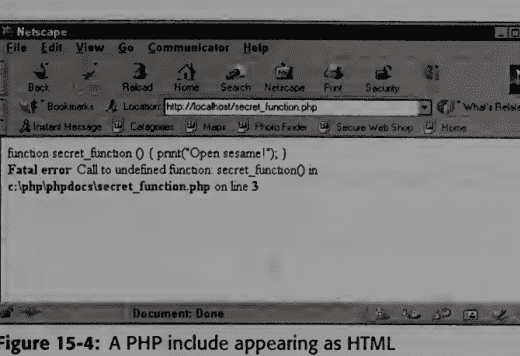 Netscape
File Edit View Go Communicator Help
Back Reload Home Search Netscape Print Security
Bookmarks Location: http://localhost/secret_function.php What's Relate
Instant Message Categories Maps PhotoFinder Secure Web Shop Home
function secret_function () { print("Open sesame!"); }
Fatal error Call to undefined function: secret_function() in
c:\php\phpdocs\secret_function.php on line 3
Document: Done
Figure 15-4: A PHP include appearing as HTML